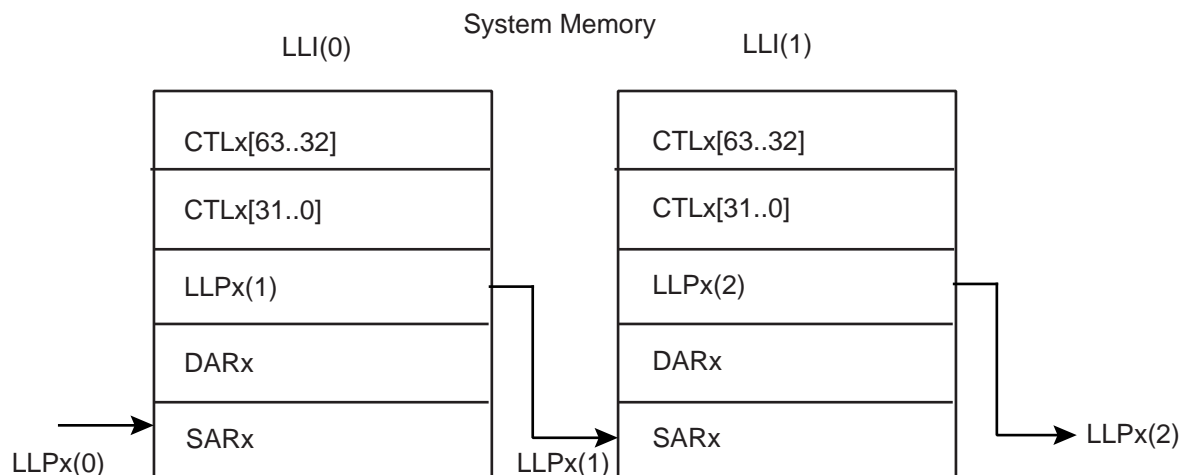 System Memory
LLI(0)
LLI(1)
CTLx[63..32]
CTLx[63..32]
CTLx[31..0]
CTLx[31..0]
LLPx(1)
LLPx(2)
DARx
DARx
SARx
SARx
LLPx(0)
LLPx(1)
LLPx(2)